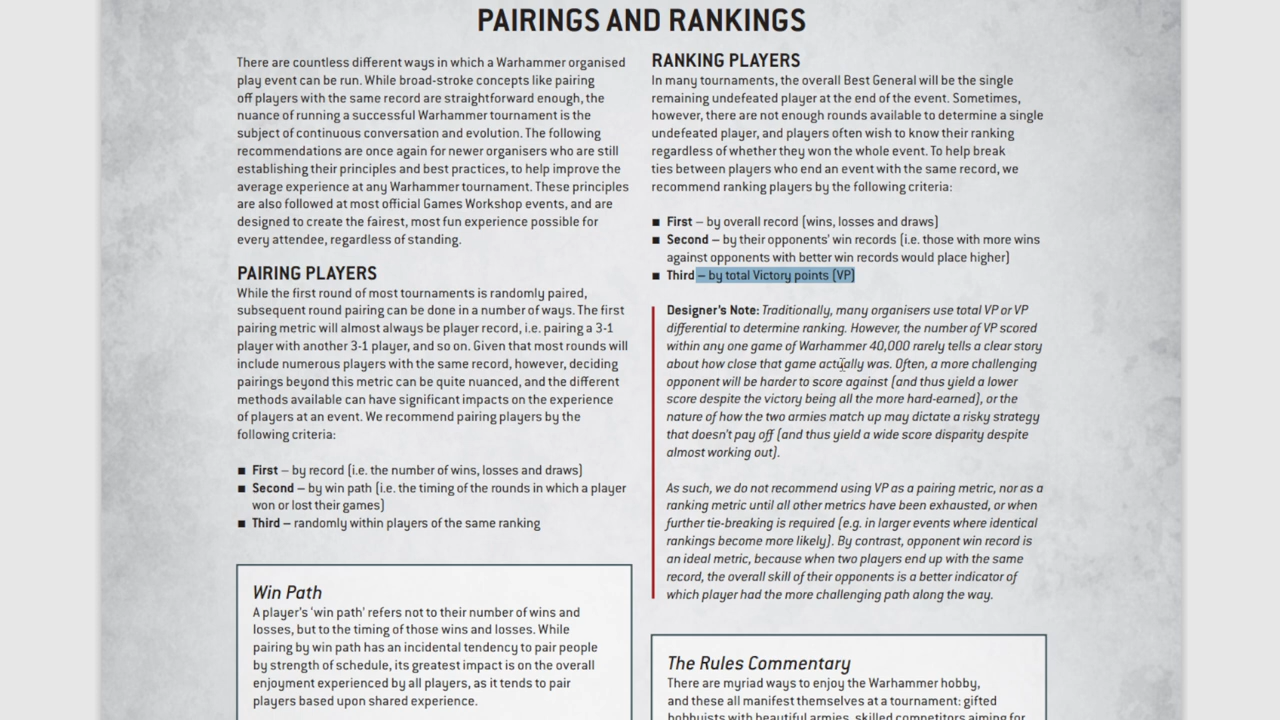 PAIRINGS AND RANKINGS
There are countless different ways in which a Warhammer organised
play event can be run. While broad-stroke concepts like pairing
off players with the same record are straightforward enough, the
nuance of running a successful Warhammer tournament is the
subject of continuous conversation and evolution. The following
recommendations are once again for newer organisers who are still
establishing their principles and best practices, to help improve the
average experience at any Warhammer tournament. These principles
are also followed at most official Games Workshop events, and are
designed to create the fairest, most fun experience possible for
every attendee, regardless of standing.
PAIRING PLAYERS
While the first round of most tournaments is randomly paired,
subsequent round pairing can be done in a number of ways. The first
pairing metric will almost always be player record, i.e. pairing a 3-1
player with another 3-1 player, and so on. Given that most rounds will
include numerous players with the same record, however, deciding
pairings beyond this metric can be quite nuanced, and the different
methods available can have significant impacts on the experience
of players at an event. We recommend pairing players by the
following criteria:
■ First – by record (i.e. the number of wins, losses and draws)
■ Second – by win path (i.e. the timing of the rounds in which a player
won or lost their games)
■ Third – randomly within players of the same ranking
Win Path
A player's 'win path' refers not to their number of wins and
losses, but to the timing of those wins and losses. While
pairing by win path has an incidental tendency to pair people
by strength of schedule, its greatest impact is on the overall
enjoyment experienced by all players, as it tends to pair
players based upon shared experience.
RANKING PLAYERS
In many tournaments, the overall Best General will be the single
remaining undefeated player at the end of the event. Sometimes,
however, there are not enough rounds available to determine a single
undefeated player, and players often wish to know their ranking
regardless of whether they won the whole event. To help break
ties between players who end an event with the same record, we
recommend ranking players by the following criteria:
■ First – by overall record (wins, losses and draws)
■ Second – by their opponents' win records (i.e. those with more wins
against opponents with better win records would place higher)
■ Third – by total Victory points (VP)
Designer's Note: Traditionally, many organisers use total VP or VP
differential to determine ranking. However, the number of VP scored
within any one game of Warhammer 40,000 rarely tells a clear story
about how close that game actually was. Often, a more challenging
opponent will be harder to score against (and thus yield a lower
score despite the victory being all the more hard-earned), or the
nature of how the two armies match up may dictate a risky strategy
that doesn't pay off (and thus yield a wide score disparity despite
almost working out).
As such, we do not recommend using VP as a pairing metric, nor as a
ranking metric until all other metrics have been exhausted, or when
further tie-breaking is required (e.g. in larger events where identical
rankings become more likely). By contrast, opponent win record is
an ideal metric, because when two players end up with the same
record, the overall skill of their opponents is a better indicator of
which player had the more challenging path along the way.
The Rules Commentary
There are myriad ways to enjoy the Warhammer hobby,
and these all manifest themselves at a tournament: gifted
hobbyists with beautiful armies, skilled competitors aiming for